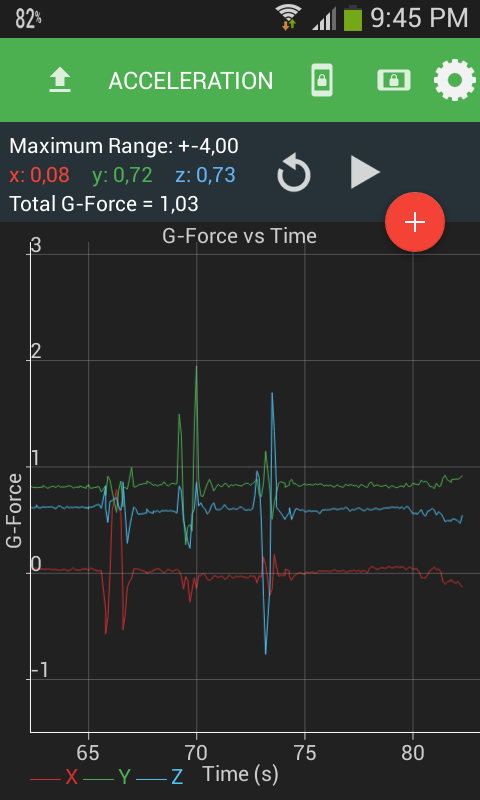 82% 9:45 PM
ACCELERATION
Maximum Range: +-4,00
x: 0,08 y: 0,72 z: 0,73
Total G-Force = 1,03
+
G-Force vs Time
3
2
1
0
-1
G-Force
65 70 75 80
X Y Z Time (s)